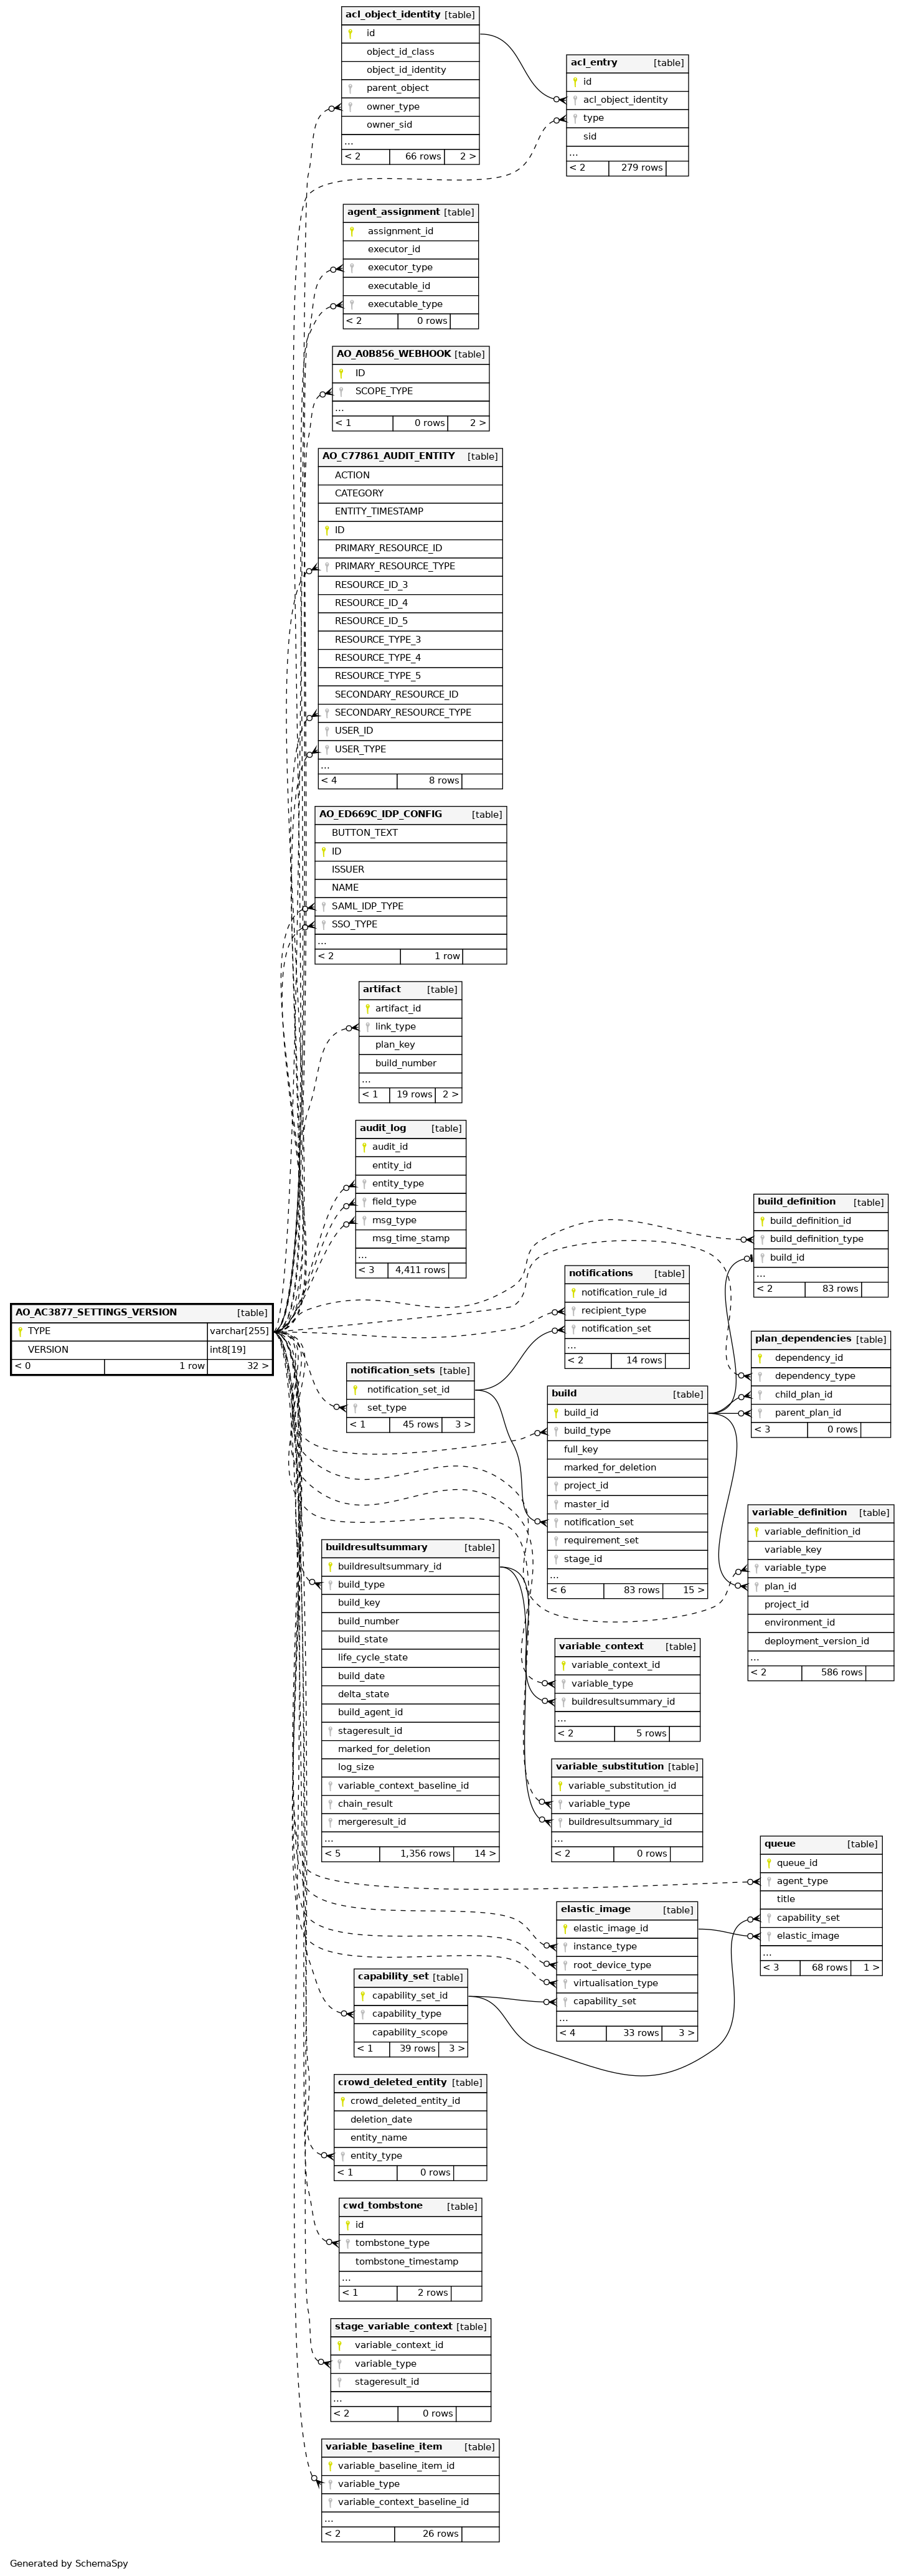 acl_object_identity [table]
id
object_id_class
object_id_identity
parent_object
owner_type
owner_sid
...
< 2 66 rows 2 >
acl_entry [table]
id
acl_object_identity
type
sid
...
< 2 279 rows
agent_assignment [table]
assignment_id
executor_id
executor_type
executable_id
executable_type
< 2 0 rows
AO_A0B856_WEBHOOK [table]
ID
SCOPE_TYPE
...
< 1 0 rows 2 >
AO_C77861_AUDIT_ENTITY [table]
ACTION
CATEGORY
ENTITY_TIMESTAMP
ID
PRIMARY_RESOURCE_ID
PRIMARY_RESOURCE_TYPE
RESOURCE_ID_3
RESOURCE_ID_4
RESOURCE_ID_5
RESOURCE_TYPE_3
RESOURCE_TYPE_4
RESOURCE_TYPE_5
SECONDARY_RESOURCE_ID
SECONDARY_RESOURCE_TYPE
USER_ID
USER_TYPE
...
< 4 8 rows
AO_ED669C_IDP_CONFIG [table]
BUTTON_TEXT
ID
ISSUER
NAME
SAML_IDP_TYPE
SSO_TYPE
...
< 2 1 row
artifact [table]
artifact_id
link_type
plan_key
build_number
...
< 1 19 rows 2 >
audit_log [table]
audit_id
entity_id
entity_type
field_type
msg_type
msg_time_stamp
...
< 3 4,411 rows
build_definition [table]
build_definition_id
build_definition_type
build_id
...
< 2 83 rows
notifications [table]
notification_rule_id
recipient_type
notification_set
...
< 2 14 rows
AO_AC3877_SETTINGS_VERSION [table]
TYPE varchar[255]
VERSION int8[19]
< 0 1 row 32 >
plan_dependencies [table]
dependency_id
dependency_type
child_plan_id
parent_plan_id
< 3 0 rows
notification_sets [table]
notification_set_id
set_type
< 1 45 rows 3 >
build [table]
build_id
build_type
full_key
marked_for_deletion
project_id
master_id
notification_set
requirement_set
stage_id
...
< 6 83 rows 15 >
variable_definition [table]
variable_definition_id
variable_key
variable_type
plan_id
project_id
environment_id
deployment_version_id
...
< 2 586 rows
buildresultsummary [table]
buildresultsummary_id
build_type
build_key
build_number
build_state
life_cycle_state
build_date
delta_state
build_agent_id
stageresult_id
marked_for_deletion
log_size
variable_context_baseline_id
chain_result
mergeresult_id
...
< 5 1,356 rows 14 >
variable_context [table]
variable_context_id
variable_type
buildresultsummary_id
...
< 2 5 rows
variable_substitution [table]
variable_substitution_id
variable_type
buildresultsummary_id
...
< 2 0 rows
queue [table]
queue_id
agent_type
title
capability_set
elastic_image
...
< 3 68 rows 1 >
elastic_image [table]
elastic_image_id
instance_type
root_device_type
virtualisation_type
capability_set
...
< 4 33 rows 3 >
capability_set [table]
capability_set_id
capability_type
capability_scope
< 1 39 rows 3 >
crowd_deleted_entity [table]
crowd_deleted_entity_id
deletion_date
entity_name
entity_type
< 1 0 rows
cwd_tombstone [table]
id
tombstone_type
tombstone_timestamp
...
< 1 2 rows
stage_variable_context [table]
variable_context_id
variable_type
stageresult_id
...
< 2 0 rows
variable_baseline_item [table]
variable_baseline_item_id
variable_type
variable_context_baseline_id
...
< 2 26 rows
Generated by SchemaSpy